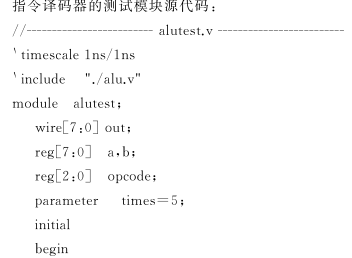 指令译码器的测试模块源代码：
//------------------------ alutest.v ------------------------
`timescale 1ns/1ns
`include "./alu.v"
module alutest;
wire[7:0] out;
reg[7:0] a,b;
reg[2:0] opcode;
parameter times=5;
initial
begin